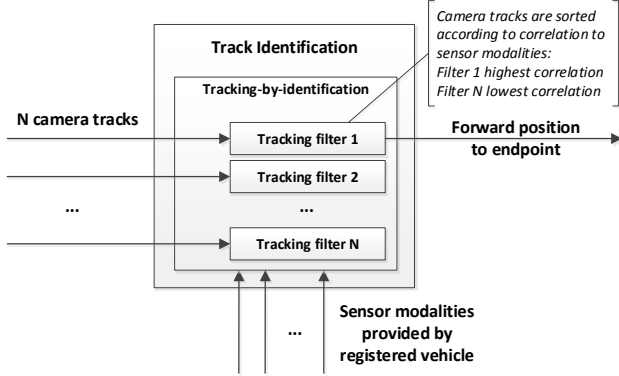 Camera tracks are sorted
according to correlation to
sensor modalities:
Filter 1 highest correlation
Filter N lowest correlation
Track Identification
Tracking-by-identification
N camera tracks
Tracking filter 1
Forward position
to endpoint
Tracking filter 2
...
...
Tracking filter N
...
Sensor modalities
provided by
registered vehicle